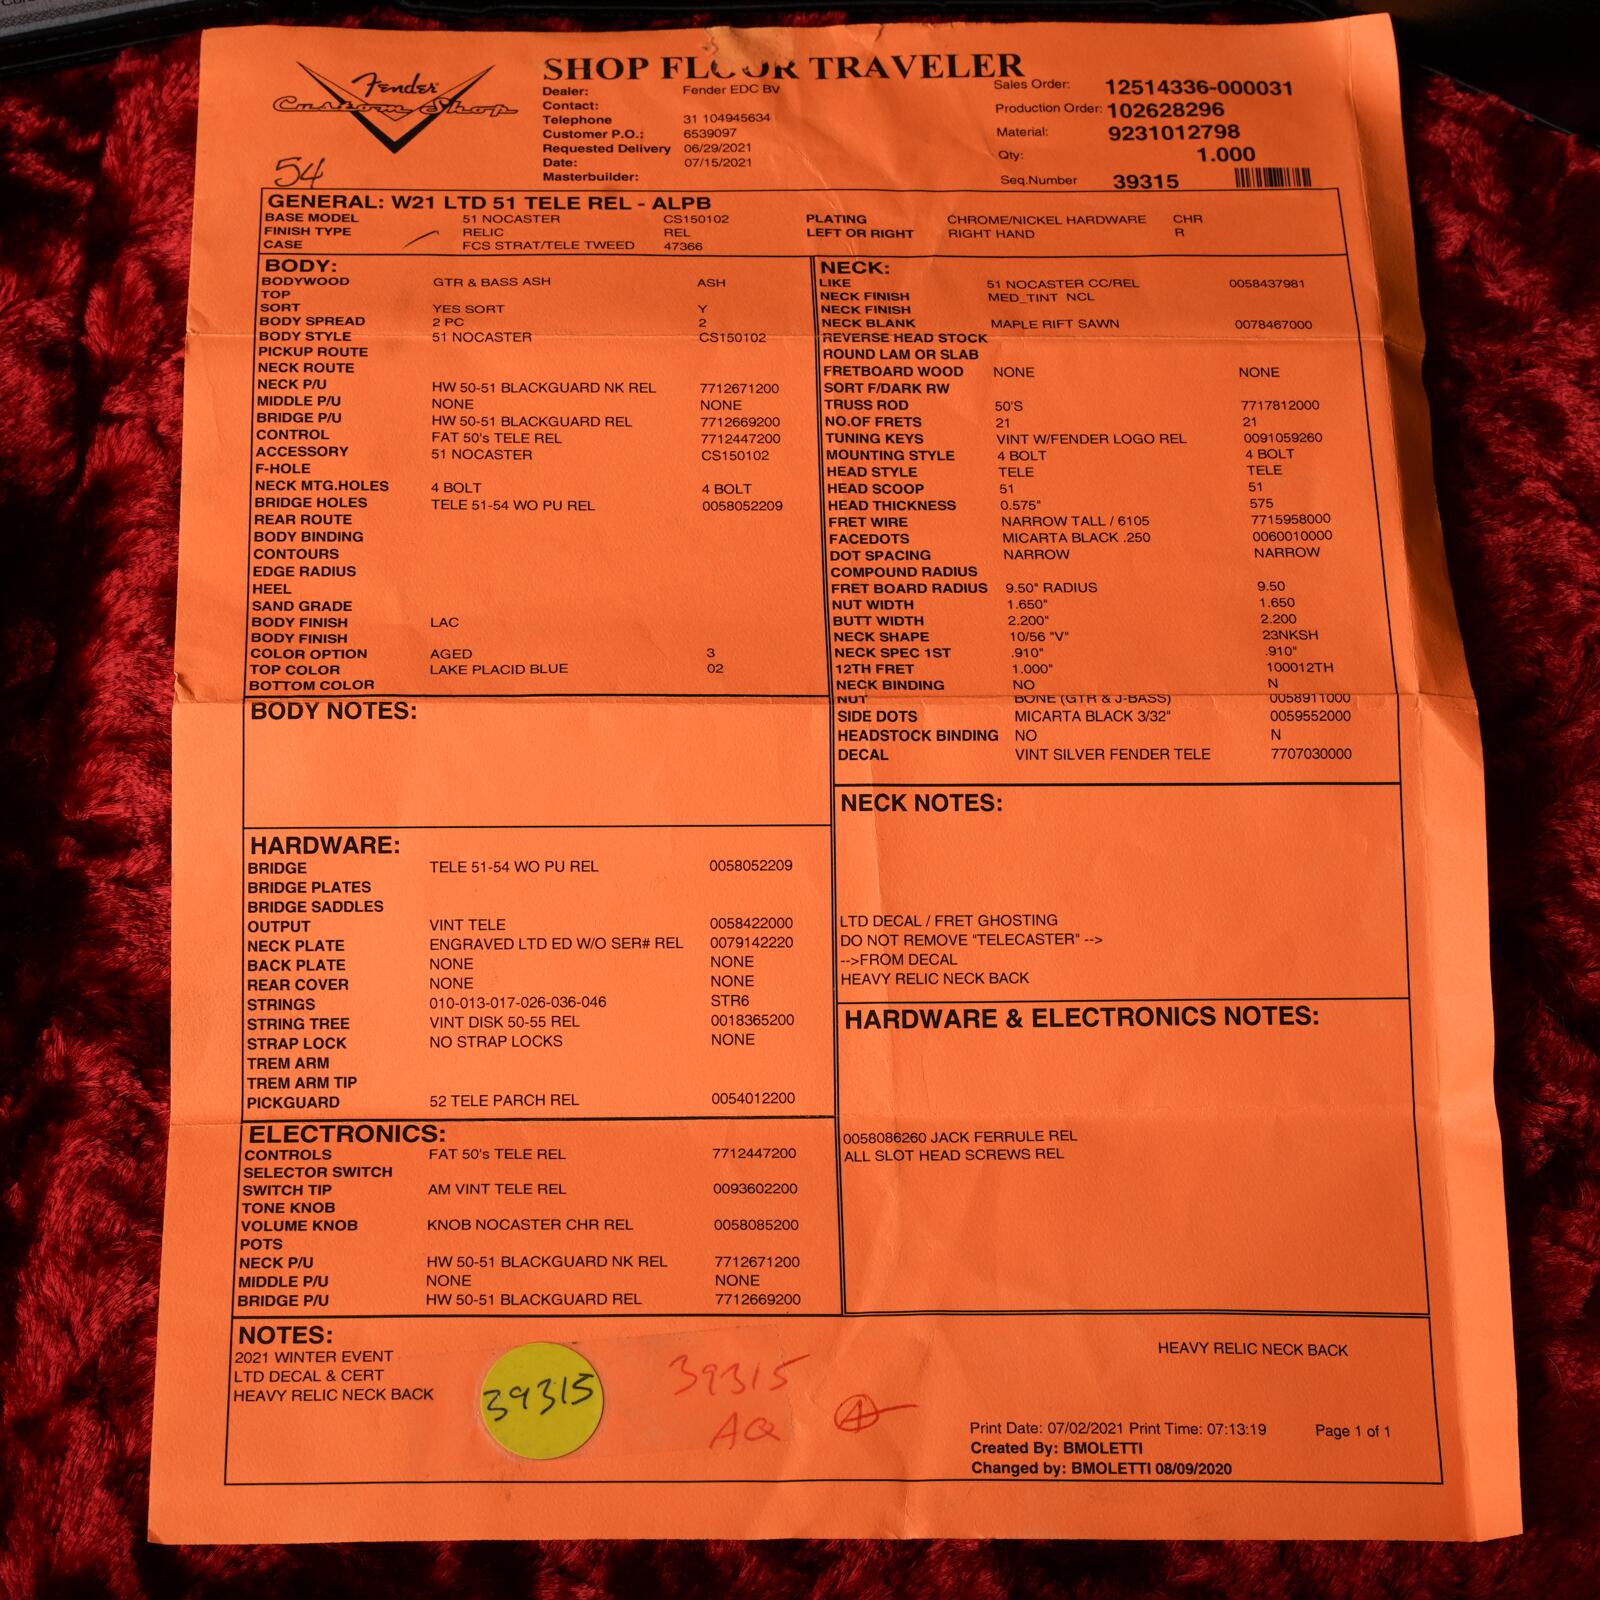 Fender
Custom Shop
SHOP FLOOR TRAVELER
Dealer: Fender EDC BV
Contact:
Telephone 31 104945634
Customer P.O.: 6539097
Requested Delivery 06/29/2021
Date: 07/15/2021
Masterbuilder:
Sales Order: 12514336-000031
Production Order: 102628296
Material: 9231012798
Qty: 1.000
Seq.Number 39315
54
GENERAL: W21 LTD 51 TELE REL - ALPB
BASE MODEL 51 NOCASTER CS150102 PLATING CHROME/NICKEL HARDWARE CHR
FINISH TYPE RELIC REL LEFT OR RIGHT RIGHT HAND R
CASE FCS STRAT/TELE TWEED 47366
BODY:
BODYWOOD GTR & BASS ASH ASH
TOP
SORT YES SORT Y
BODY SPREAD 2 PC 2
BODY STYLE 51 NOCASTER CS150102
PICKUP ROUTE
NECK ROUTE
NECK P/U HW 50-51 BLACKGUARD NK REL 7712671200
MIDDLE P/U NONE NONE
BRIDGE P/U HW 50-51 BLACKGUARD REL 7712669200
CONTROL FAT 50's TELE REL 7712447200
ACCESSORY 51 NOCASTER CS150102
F-HOLE
NECK MTG.HOLES 4 BOLT 4 BOLT
BRIDGE HOLES TELE 51-54 WO PU REL 0058052209
REAR ROUTE
BODY BINDING
CONTOURS
EDGE RADIUS
HEEL
SAND GRADE
BODY FINISH LAC
BODY FINISH
COLOR OPTION AGED 3
TOP COLOR LAKE PLACID BLUE 02
BOTTOM COLOR
BODY NOTES:
HARDWARE:
BRIDGE TELE 51-54 WO PU REL 0058052209
BRIDGE PLATES
BRIDGE SADDLES
OUTPUT VINT TELE 0058422000
NECK PLATE ENGRAVED LTD ED W/O SER# REL 0079142220
BACK PLATE NONE NONE
REAR COVER NONE NONE
STRINGS 010-013-017-026-036-046 STR6
STRING TREE VINT DISK 50-55 REL 0018365200
STRAP LOCK NO STRAP LOCKS NONE
TREM ARM
TREM ARM TIP
PICKGUARD 52 TELE PARCH REL 0054012200
ELECTRONICS:
CONTROLS FAT 50's TELE REL 7712447200
SELECTOR SWITCH
SWITCH TIP AM VINT TELE REL 0093602200
TONE KNOB
VOLUME KNOB KNOB NOCASTER CHR REL 0058085200
POTS
NECK P/U HW 50-51 BLACKGUARD NK REL 7712671200
MIDDLE P/U NONE NONE
BRIDGE P/U HW 50-51 BLACKGUARD REL 7712669200
NECK:
LIKE 51 NOCASTER CC/REL 0058437981
NECK FINISH MED_TINT NCL
NECK FINISH
NECK BLANK MAPLE RIFT SAWN 0078467000
REVERSE HEAD STOCK
ROUND LAM OR SLAB
FRETBOARD WOOD NONE NONE
SORT F/DARK RW
TRUSS ROD 50'S 7717812000
NO.OF FRETS 21 21
TUNING KEYS VINT W/FENDER LOGO REL 0091059260
MOUNTING STYLE 4 BOLT 4 BOLT
HEAD STYLE TELE TELE
HEAD SCOOP 51 51
HEAD THICKNESS 0.575" 575
FRET WIRE NARROW TALL / 6105 7715958000
FACEDOTS MICARTA BLACK .250 0060010000
DOT SPACING NARROW NARROW
COMPOUND RADIUS
FRET BOARD RADIUS 9.50" RADIUS 9.50
NUT WIDTH 1.650" 1.650
BUTT WIDTH 2.200" 2.200
NECK SHAPE 10/56 "V" 23NKSH
NECK SPEC 1ST .910" .910"
12TH FRET 1.000" 100012TH
NECK BINDING NO N
NUT BONE (GTR & J-BASS) 0058911000
SIDE DOTS MICARTA BLACK 3/32" 0059552000
HEADSTOCK BINDING NO N
DECAL VINT SILVER FENDER TELE 7707030000
NECK NOTES:
LTD DECAL / FRET GHOSTING
DO NOT REMOVE "TELECASTER" -->
-->FROM DECAL
HEAVY RELIC NECK BACK
HARDWARE & ELECTRONICS NOTES:
0058086260 JACK FERRULE REL
ALL SLOT HEAD SCREWS REL
NOTES:
2021 WINTER EVENT
LTD DECAL & CERT
HEAVY RELIC NECK BACK
39315
39315
AQ
A
HEAVY RELIC NECK BACK
Print Date: 07/02/2021 Print Time: 07:13:19 Page 1 of 1
Created By: BMOLETTI
Changed by: BMOLETTI 08/09/2020